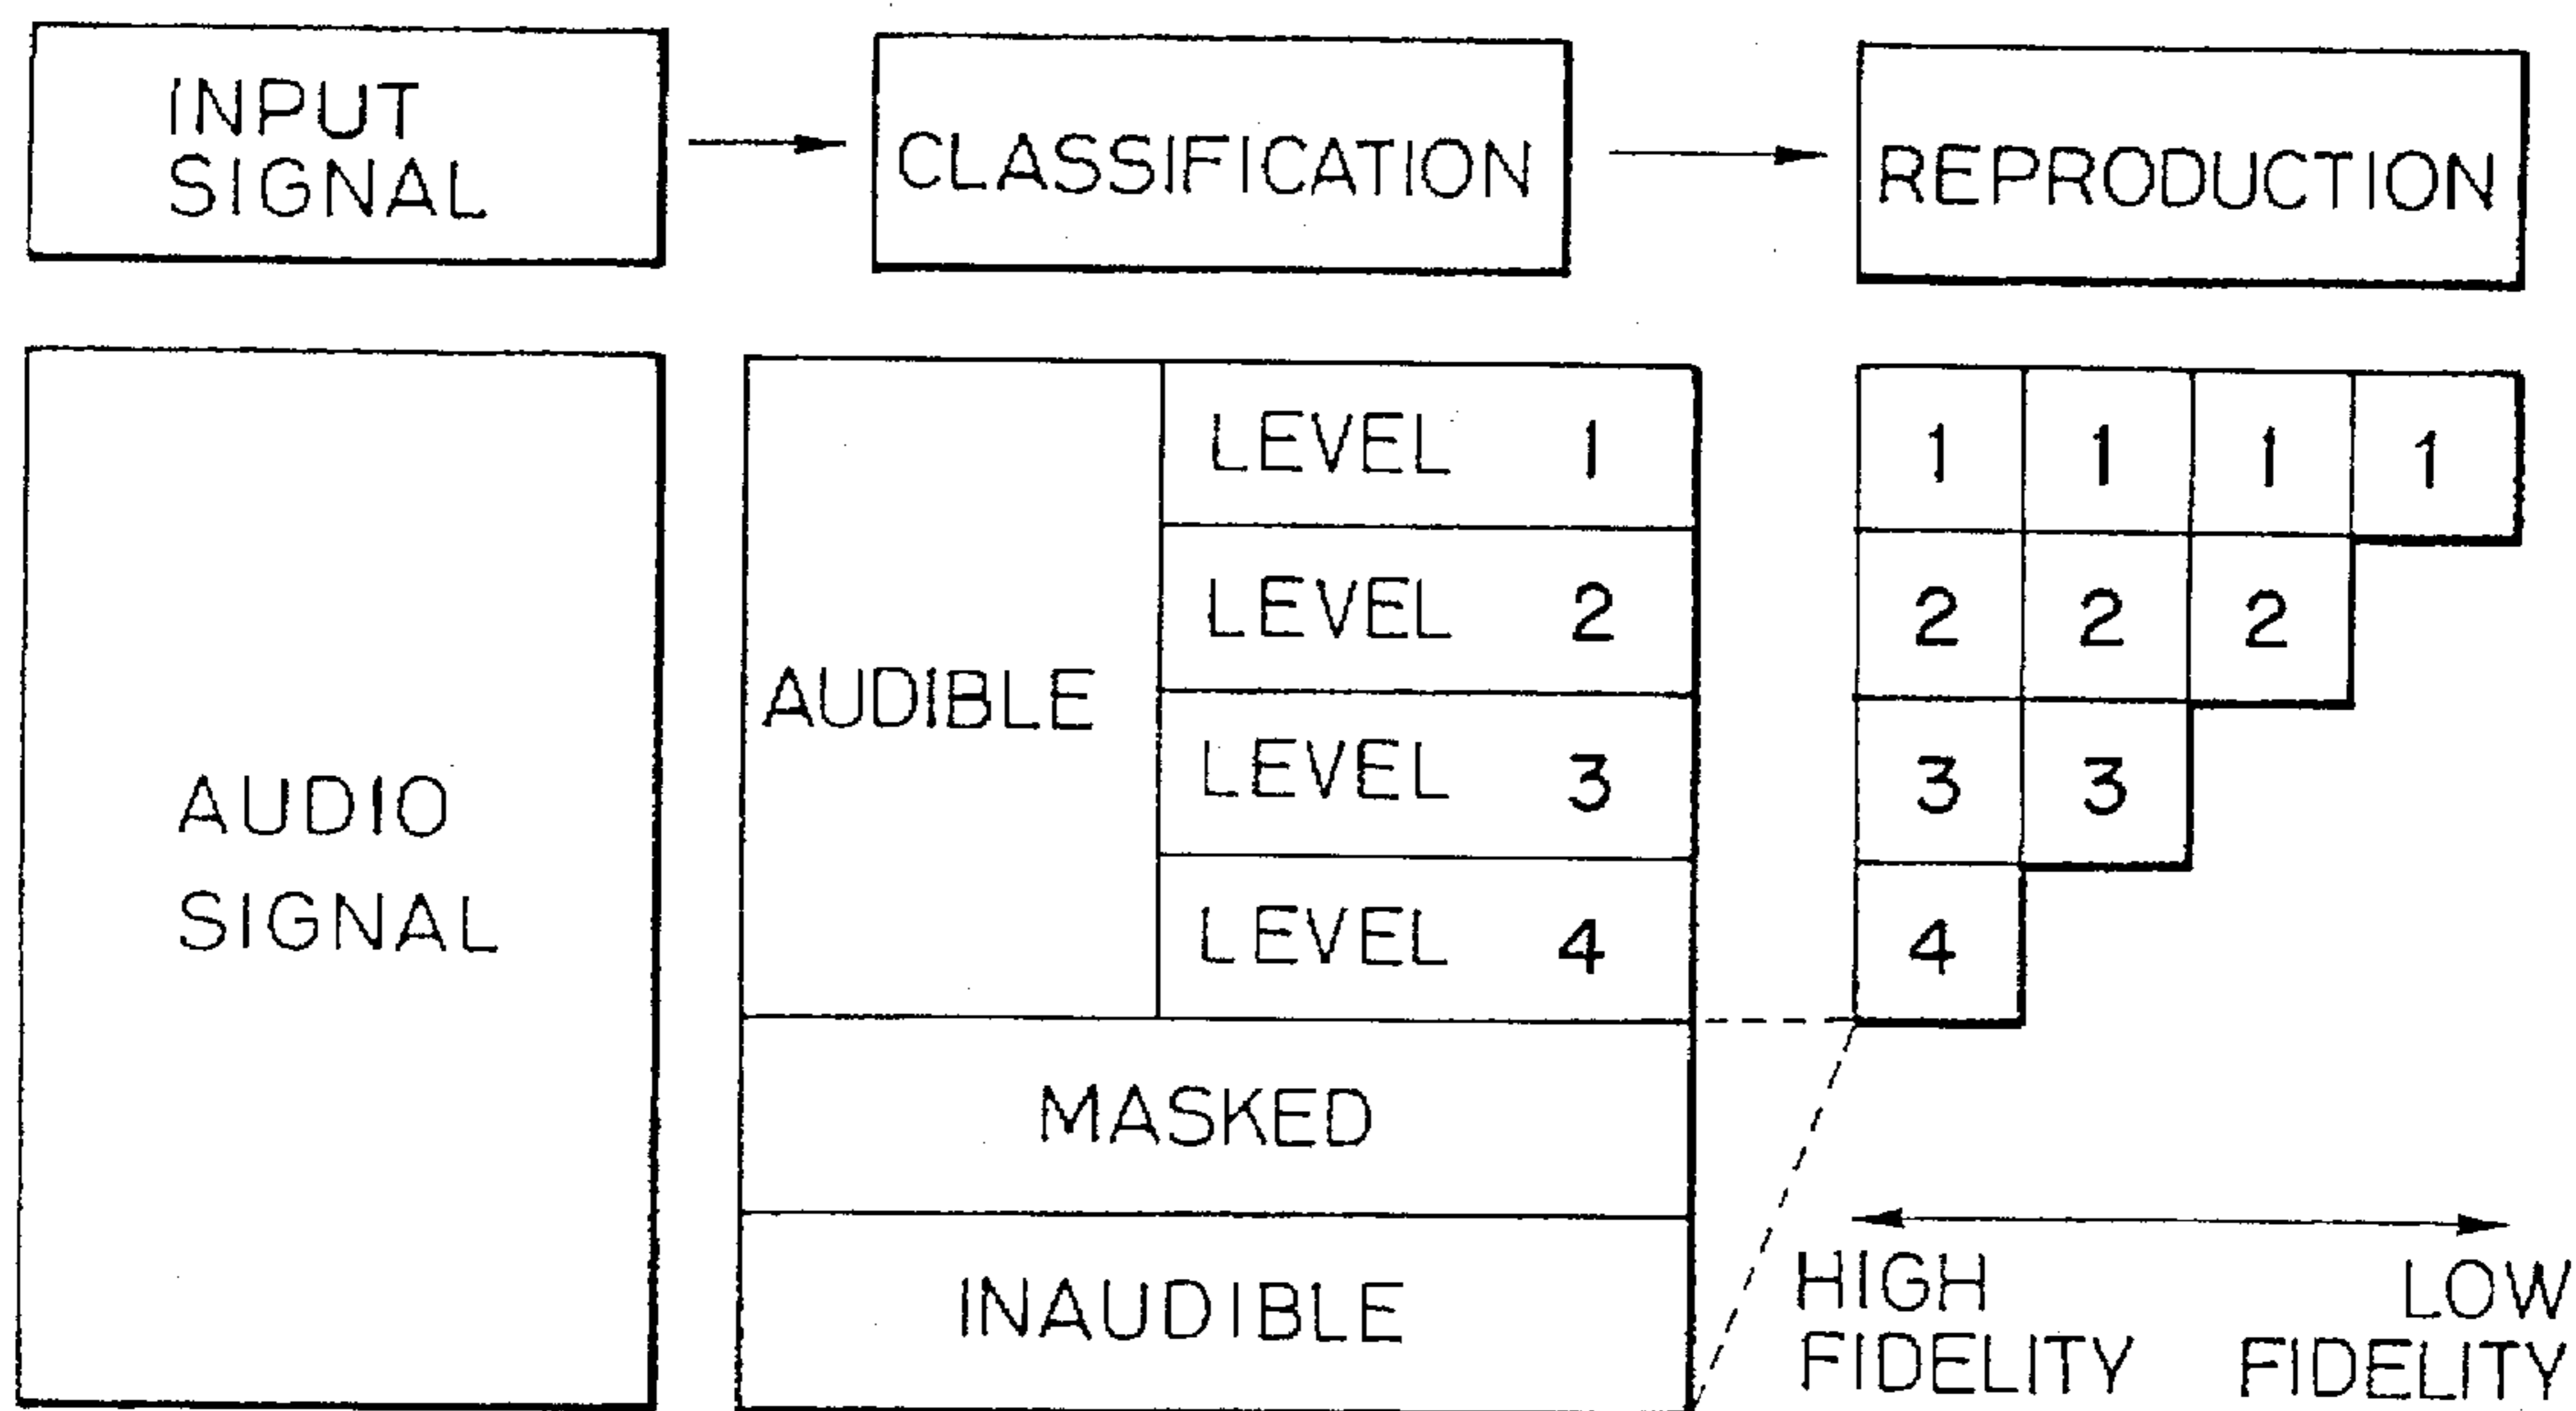 INPUT
SIGNAL
CLASSIFICATION
REPRODUCTION
AUDIO
SIGNAL
AUDIBLE
LEVEL 1
LEVEL 2
LEVEL 3
LEVEL 4
MASKED
INAUDIBLE
1 1 1 1
2 2 2
3 3
4
HIGH
FIDELITY
LOW
FIDELITY